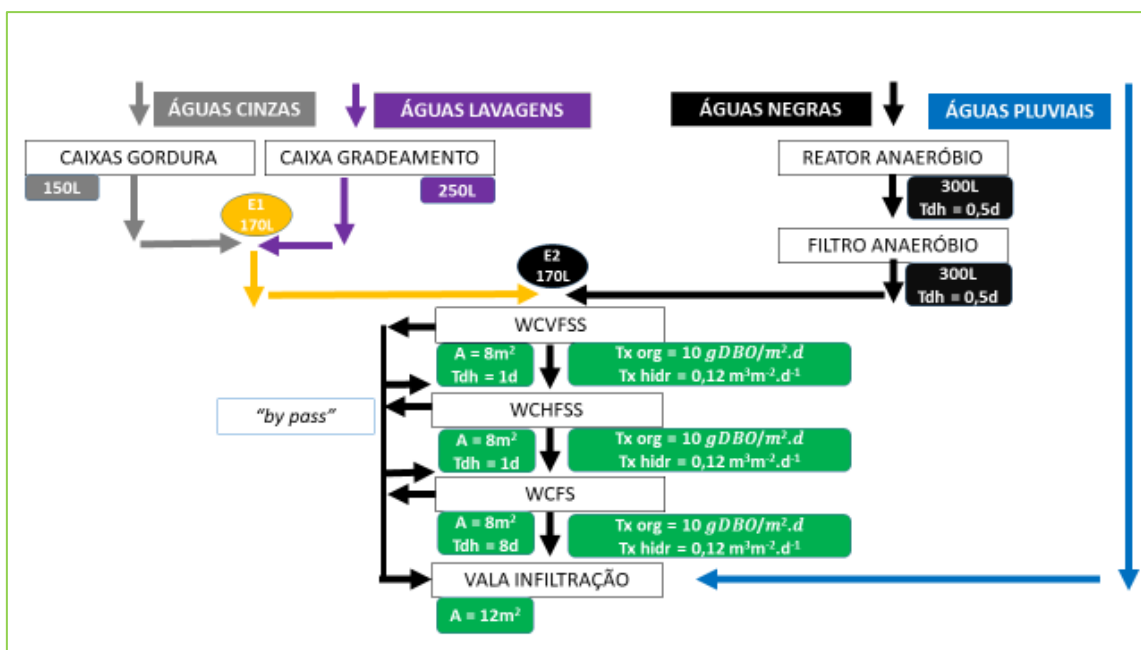 ÁGUAS CINZAS
ÁGUAS LAVAGENS
ÁGUAS NEGRAS
ÁGUAS PLUVIAIS
CAIXAS GORDURA
CAIXA GRADEAMENTO
REATOR ANAERÓBIO
150L
E1
170L
250L
300L
Tdh = 0,5d
FILTRO ANAERÓBIO
E2
170L
300L
Tdh = 0,5d
WCVFSS
A = 8m²
Tdh = 1d
Tx org = 10 gDBO/m².d
Tx hidr = 0,12 m³m⁻².d⁻¹
"by pass"
WCHFSS
A = 8m²
Tdh = 1d
Tx org = 10 gDBO/m².d
Tx hidr = 0,12 m³m⁻².d⁻¹
WCFS
A = 8m²
Tdh = 8d
Tx org = 10 gDBO/m².d
Tx hidr = 0,12 m³m⁻².d⁻¹
VALA INFILTRAÇÃO
A = 12m²